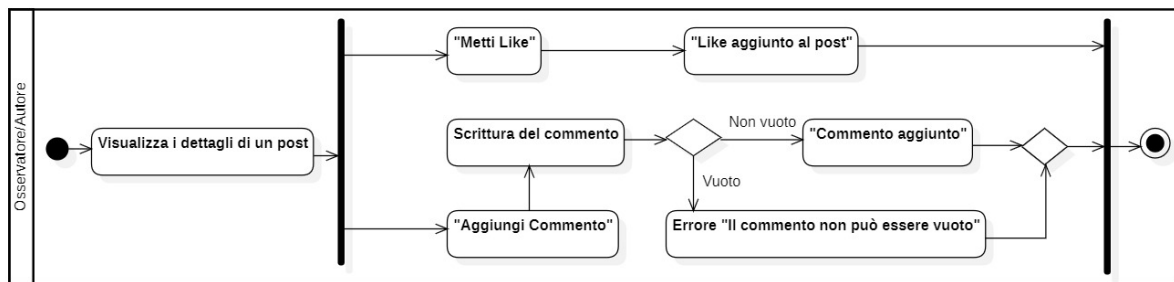 Osservatore/Autore
Visualizza i dettagli di un post
"Metti Like"
"Like aggiunto al post"
Scrittura del commento
Non vuoto
"Commento aggiunto"
Vuoto
"Aggiungi Commento"
Errore "Il commento non può essere vuoto"